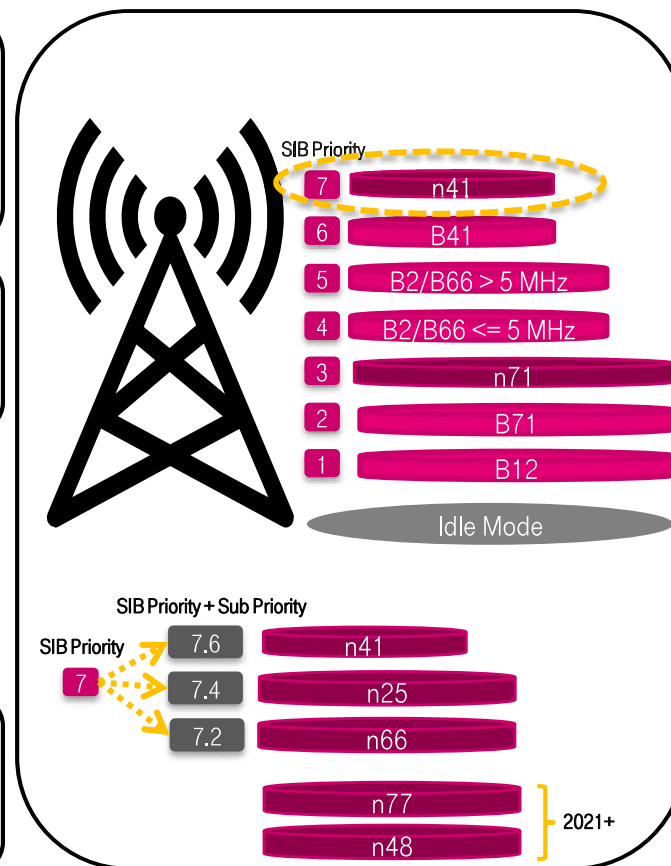 SIB Priority
7 n41
6 B41
5 B2/B66 > 5 MHz
4 B2/B66 <= 5 MHz
3 n71
2 B71
1 B12
Idle Mode
SIB Priority + Sub Priority
SIB Priority
7
7.6 n41
7.4 n25
7.2 n66
n77
n48
2021+